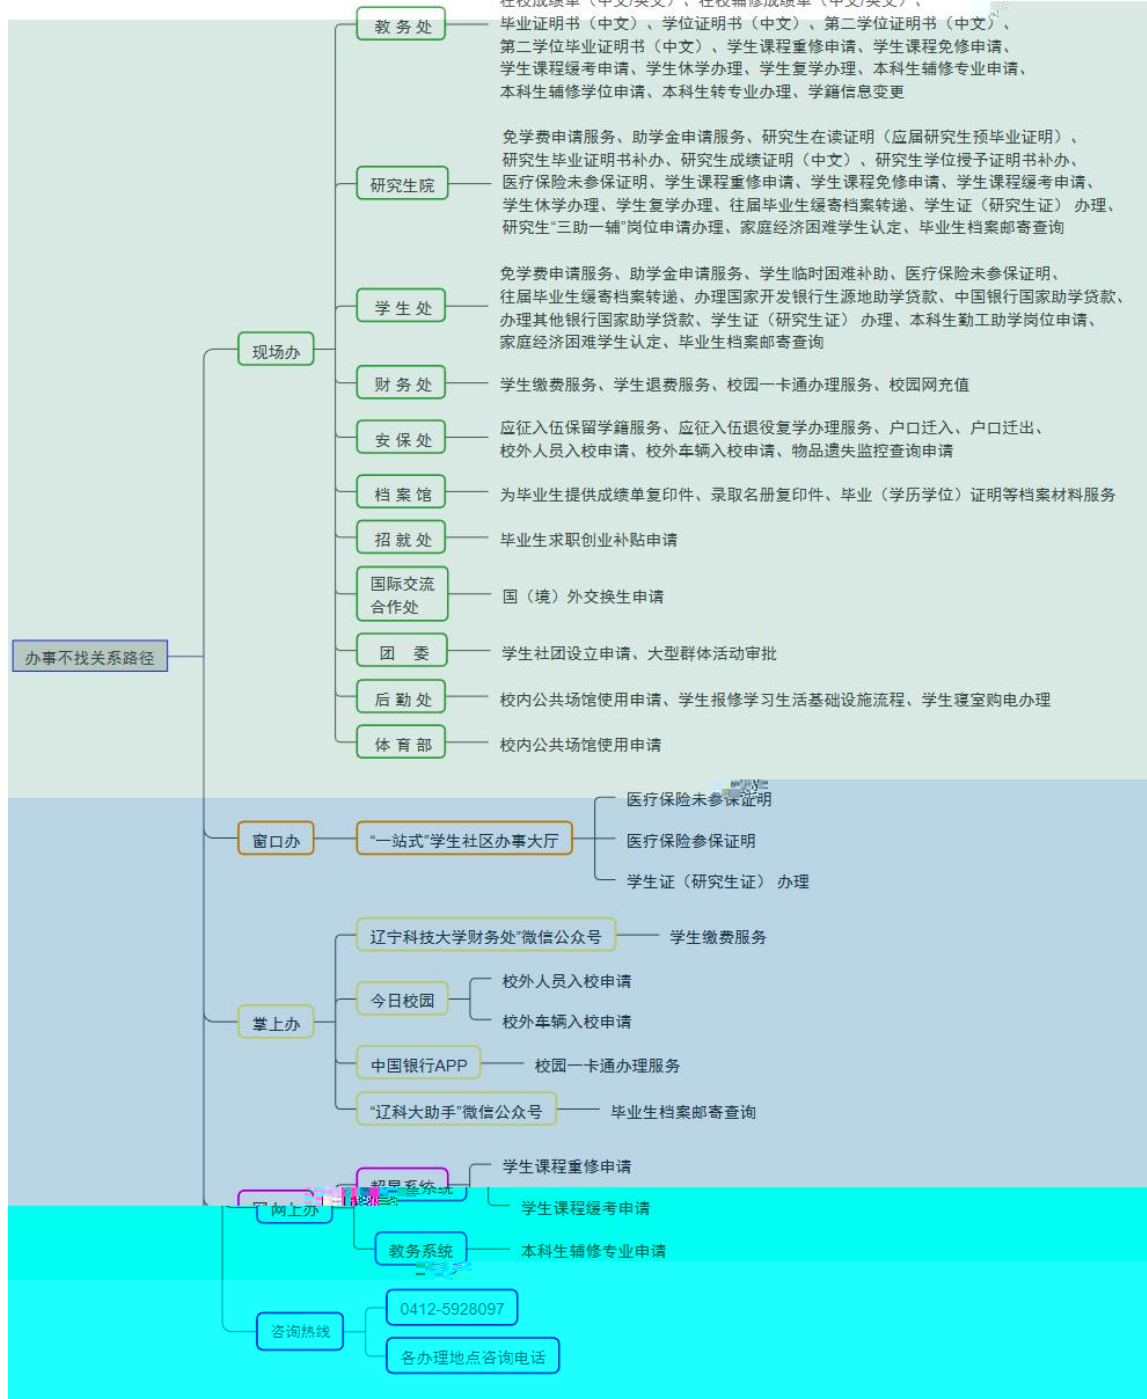 在校成绩单（中文/英文）、在校辅修成绩单（中文/英文）、
教 务 处
毕业证明书（中文）、学位证明书（中文）、第二学位证明书（中文）、
第二学位毕业证明书（中文）、学生课程重修申请、学生课程免修申请、
学生课程缓考申请、学生休学办理、学生复学办理、本科生辅修专业申请、
本科生辅修学位申请、本科生转专业办理、学籍信息变更
研究生院
免学费申请服务、助学金申请服务、研究生在读证明（应届研究生预毕业证明）、
研究生毕业证明书补办、研究生成绩证明（中文）、研究生学位授予证明书补办、
医疗保险未参保证明、学生课程重修申请、学生课程免修申请、学生课程缓考申请、
学生休学办理、学生复学办理、往届毕业生缓寄档案转递、学生证（研究生证） 办理、
研究生“三助一辅”岗位申请办理、家庭经济困难学生认定、毕业生档案邮寄查询
学 生 处
免学费申请服务、助学金申请服务、学生临时困难补助、医疗保险未参保证明、
往届毕业生缓寄档案转递、办理国家开发银行生源地助学贷款、中国银行国家助学贷款、
办理其他银行国家助学贷款、学生证（研究生证） 办理、本科生勤工助学岗位申请、
家庭经济困难学生认定、毕业生档案邮寄查询
现场办
财 务 处
学生缴费服务、学生退费服务、校园一卡通办理服务、校园网充值
安 保 处
应征入伍保留学籍服务、应征入伍退役复学办理服务、户口迁入、户口迁出、
校外人员入校申请、校外车辆入校申请、物品遗失监控查询申请
档 案 馆
为毕业生提供成绩单复印件、录取名册复印件、毕业（学历学位）证明等档案材料服务
招 就 处
毕业生求职创业补贴申请
国际交流
合作处
国（境）外交换生申请
办事不找关系路径
团 委
学生社团设立申请、大型群体活动审批
后 勤 处
校内公共场馆使用申请、学生报修学习生活基础设施流程、学生寝室购电办理
体 育 部
校内公共场馆使用申请
窗口办
“一站式”学生社区办事大厅
医疗保险未参保证明
医疗保险参保证明
学生证（研究生证） 办理
掌上办
辽宁科技大学财务处”微信公众号
学生缴费服务
今日校园
校外人员入校申请
校外车辆入校申请
中国银行APP
校园一卡通办理服务
“辽科大助手”微信公众号
毕业生档案邮寄查询
网上办
超星系统
学生课程重修申请
学生课程缓考申请
教务系统
本科生辅修专业申请
咨询热线
0412-5928097
各办理地点咨询电话